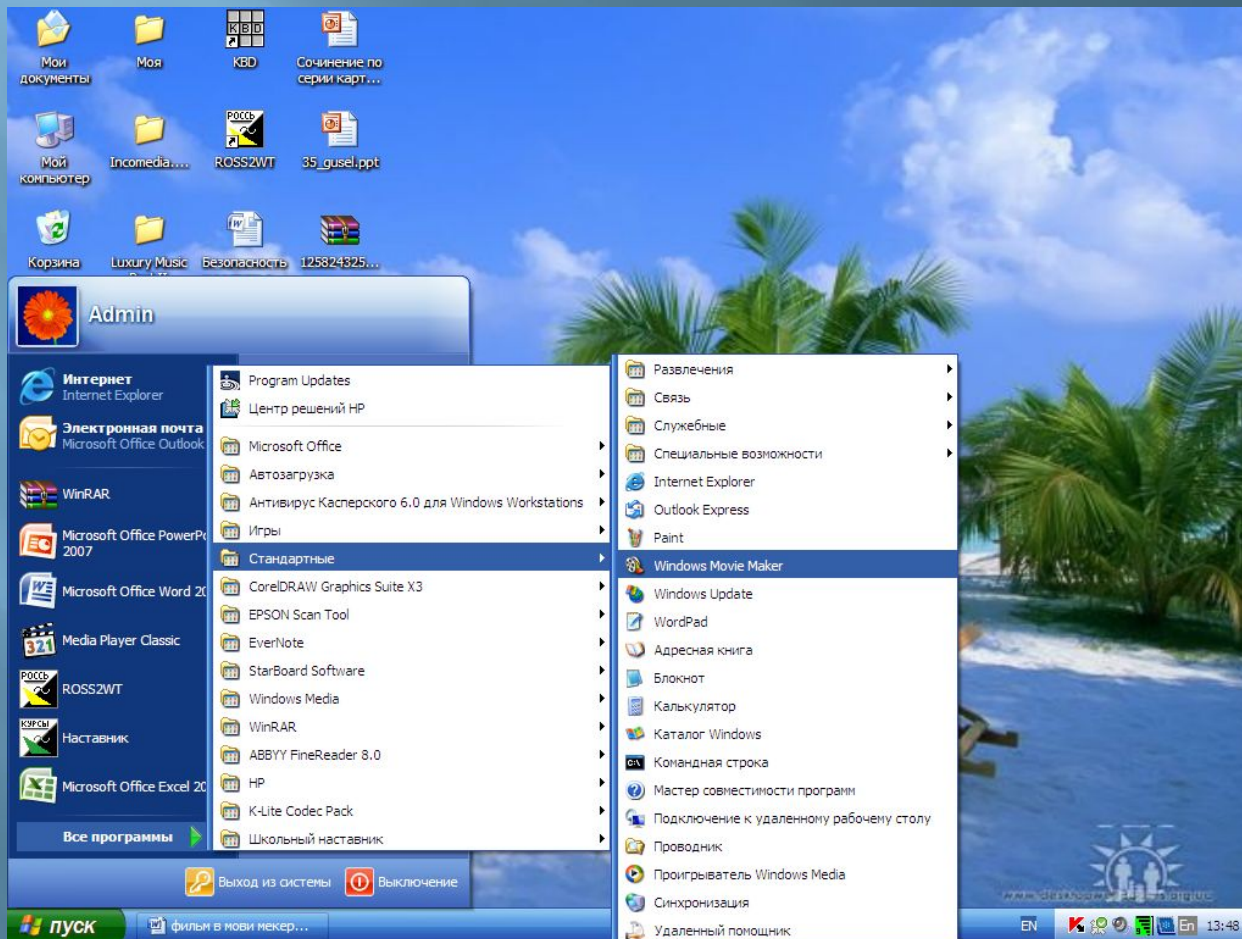 Мои
документы
Моя
KBD
KBD
Сочинение по
серии карт...
Мой
компьютер
Incomedia....
РОССЬ
ROSS2WT
35_gusel.ppt
Корзина
Luxury Music
Безопасность
125824325...
Admin
Интернет
Internet Explorer
Электронная почта
Microsoft Office Outlook
WinRAR
Microsoft Office PowerPo
2007
Microsoft Office Word 20
321
Media Player Classic
РОССЬ
ROSS2WT
КУРСЫ
Наставник
Microsoft Office Excel 20
Все программы
Выход из системы
Выключение
Program Updates
Центр решений HP
Microsoft Office
Автозагрузка
Антивирус Касперского 6.0 для Windows Workstations
Игры
Стандартные
CorelDRAW Graphics Suite X3
EPSON Scan Tool
EverNote
StarBoard Software
Windows Media
WinRAR
ABBYY FineReader 8.0
HP
K-Lite Codec Pack
Школьный наставник
Развлечения
Связь
Служебные
Специальные возможности
Internet Explorer
Outlook Express
Paint
Windows Movie Maker
Windows Update
WordPad
Адресная книга
Блокнот
Калькулятор
Каталог Windows
Командная строка
Мастер совместимости программ
Подключение к удаленному рабочему столу
Проводник
Проигрыватель Windows Media
Синхронизация
Удаленный помощник
пуск
фильм в мови мекер...
EN
En
13:48